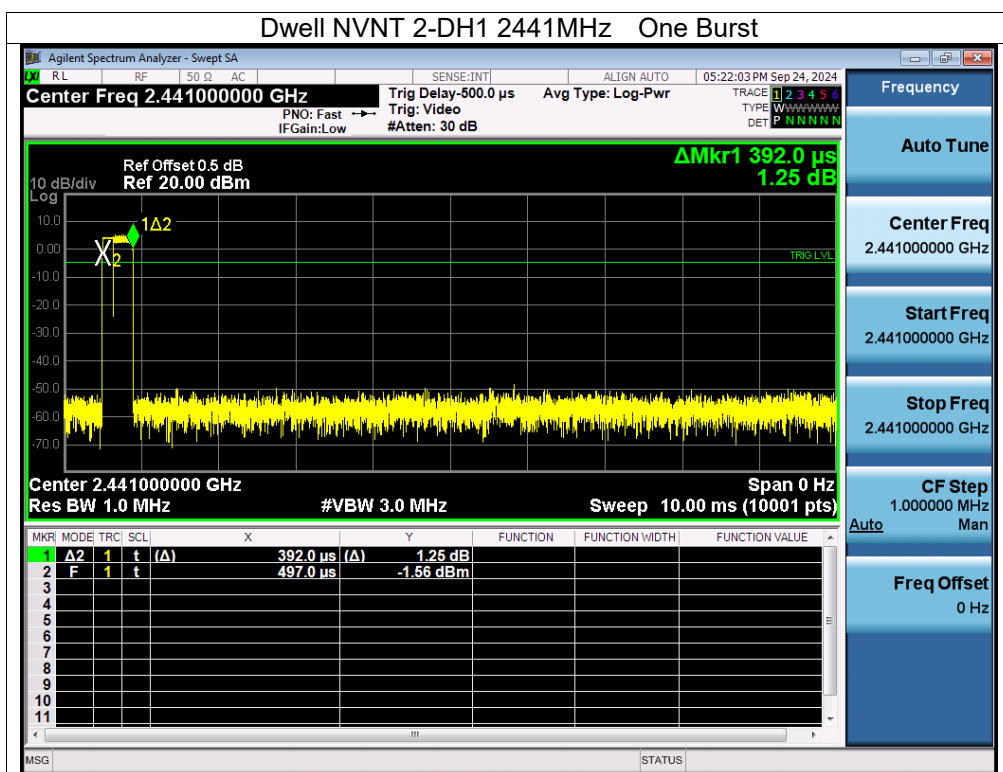 Dwell NVNT 2-DH1 2441MHz One Burst
Agilent Spectrum Analyzer - Swept SA
LXI RL RF 50 Ω AC SENSE:INT ALIGN AUTO 05:22:03 PM Sep 24, 2024
Center Freq 2.441000000 GHz
PNO: Fast
IFGain:Low
Trig Delay-500.0 µs
Trig: Video
#Atten: 30 dB
Avg Type: Log-Pwr
TRACE 1 2 3 4 5 6
TYPE WWWWWW
DET P N N N N N
ΔMkr1 392.0 µs
1.25 dB
Ref Offset 0.5 dB
10 dB/div Ref 20.00 dBm
Log
10.0
0.00
-10.0
-20.0
-30.0
-40.0
-50.0
-60.0
-70.0
1Δ2
X2
TRIG LVL
Center 2.441000000 GHz Span 0 Hz
Res BW 1.0 MHz #VBW 3.0 MHz Sweep 10.00 ms (10001 pts)
MKR MODE TRC SCL X Y FUNCTION FUNCTION WIDTH FUNCTION VALUE
1 Δ2 1 t (Δ) 392.0 µs (Δ) 1.25 dB
2 F 1 t 497.0 µs -1.56 dBm
3
4
5
6
7
8
9
10
11
MSG STATUS
Frequency
Auto Tune
Center Freq
2.441000000 GHz
Start Freq
2.441000000 GHz
Stop Freq
2.441000000 GHz
CF Step
1.000000 MHz
Auto Man
Freq Offset
0 Hz